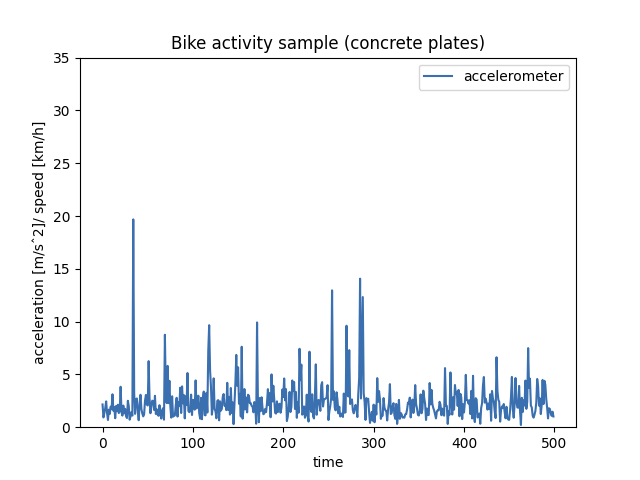 Bike activity sample (concrete plates)
accelerometer
35
30
25
20
15
10
5
0
acceleration [m/sˆ2]/ speed [km/h]
0 100 200 300 400 500
time